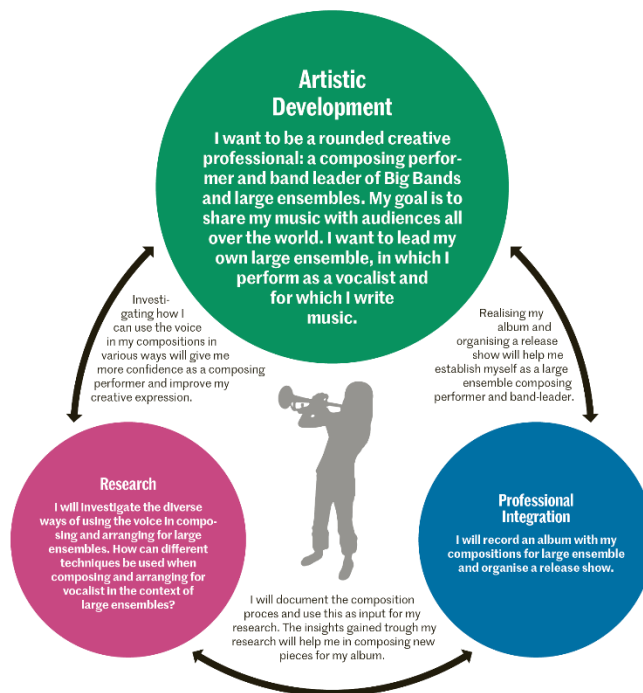 Artistic
Development
I want to be a rounded creative
professional: a composing perfor-
mer and band leader of Big Bands
and large ensembles. My goal is to
share my music with audiences all
over the world. I want to lead my
own large ensemble, in which I
perform as a vocalist and
for which I write
music.
Investi-
gating how I
can use the voice
in my compositions in
various ways will give me
more confidence as a composing
performer and improve my
creative expression.
Realising my
album and
organising a release
show will help me
establish myself as a large
ensemble composing
performer and band-leader.
Research
I will investigate the diverse
ways of using the voice in compo-
sing and arranging for large
ensembles. How can different
techniques be used when
composing and arranging for
vocalist in the context of
large ensembles?
Professional
Integration
I will record an album with my
compositions for large ensemble
and organise a release show.
I will document the composition
proces and use this as input for my
research. The insights gained trough my
research will help me in composing new
pieces for my album.